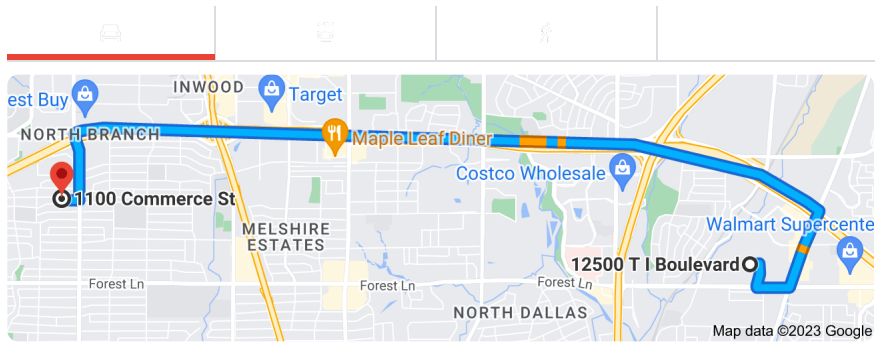 INWOOD
est Buy
Target
NORTH BRANCH
Maple Leaf Diner
Costco Wholesale
1100 Commerce St
MELSHIRE
ESTATES
Walmart Supercente
12500 T I Boulevard
Forest Ln
Forest Ln
Forest Ln
NORTH DALLAS
Map data ©2023 Google